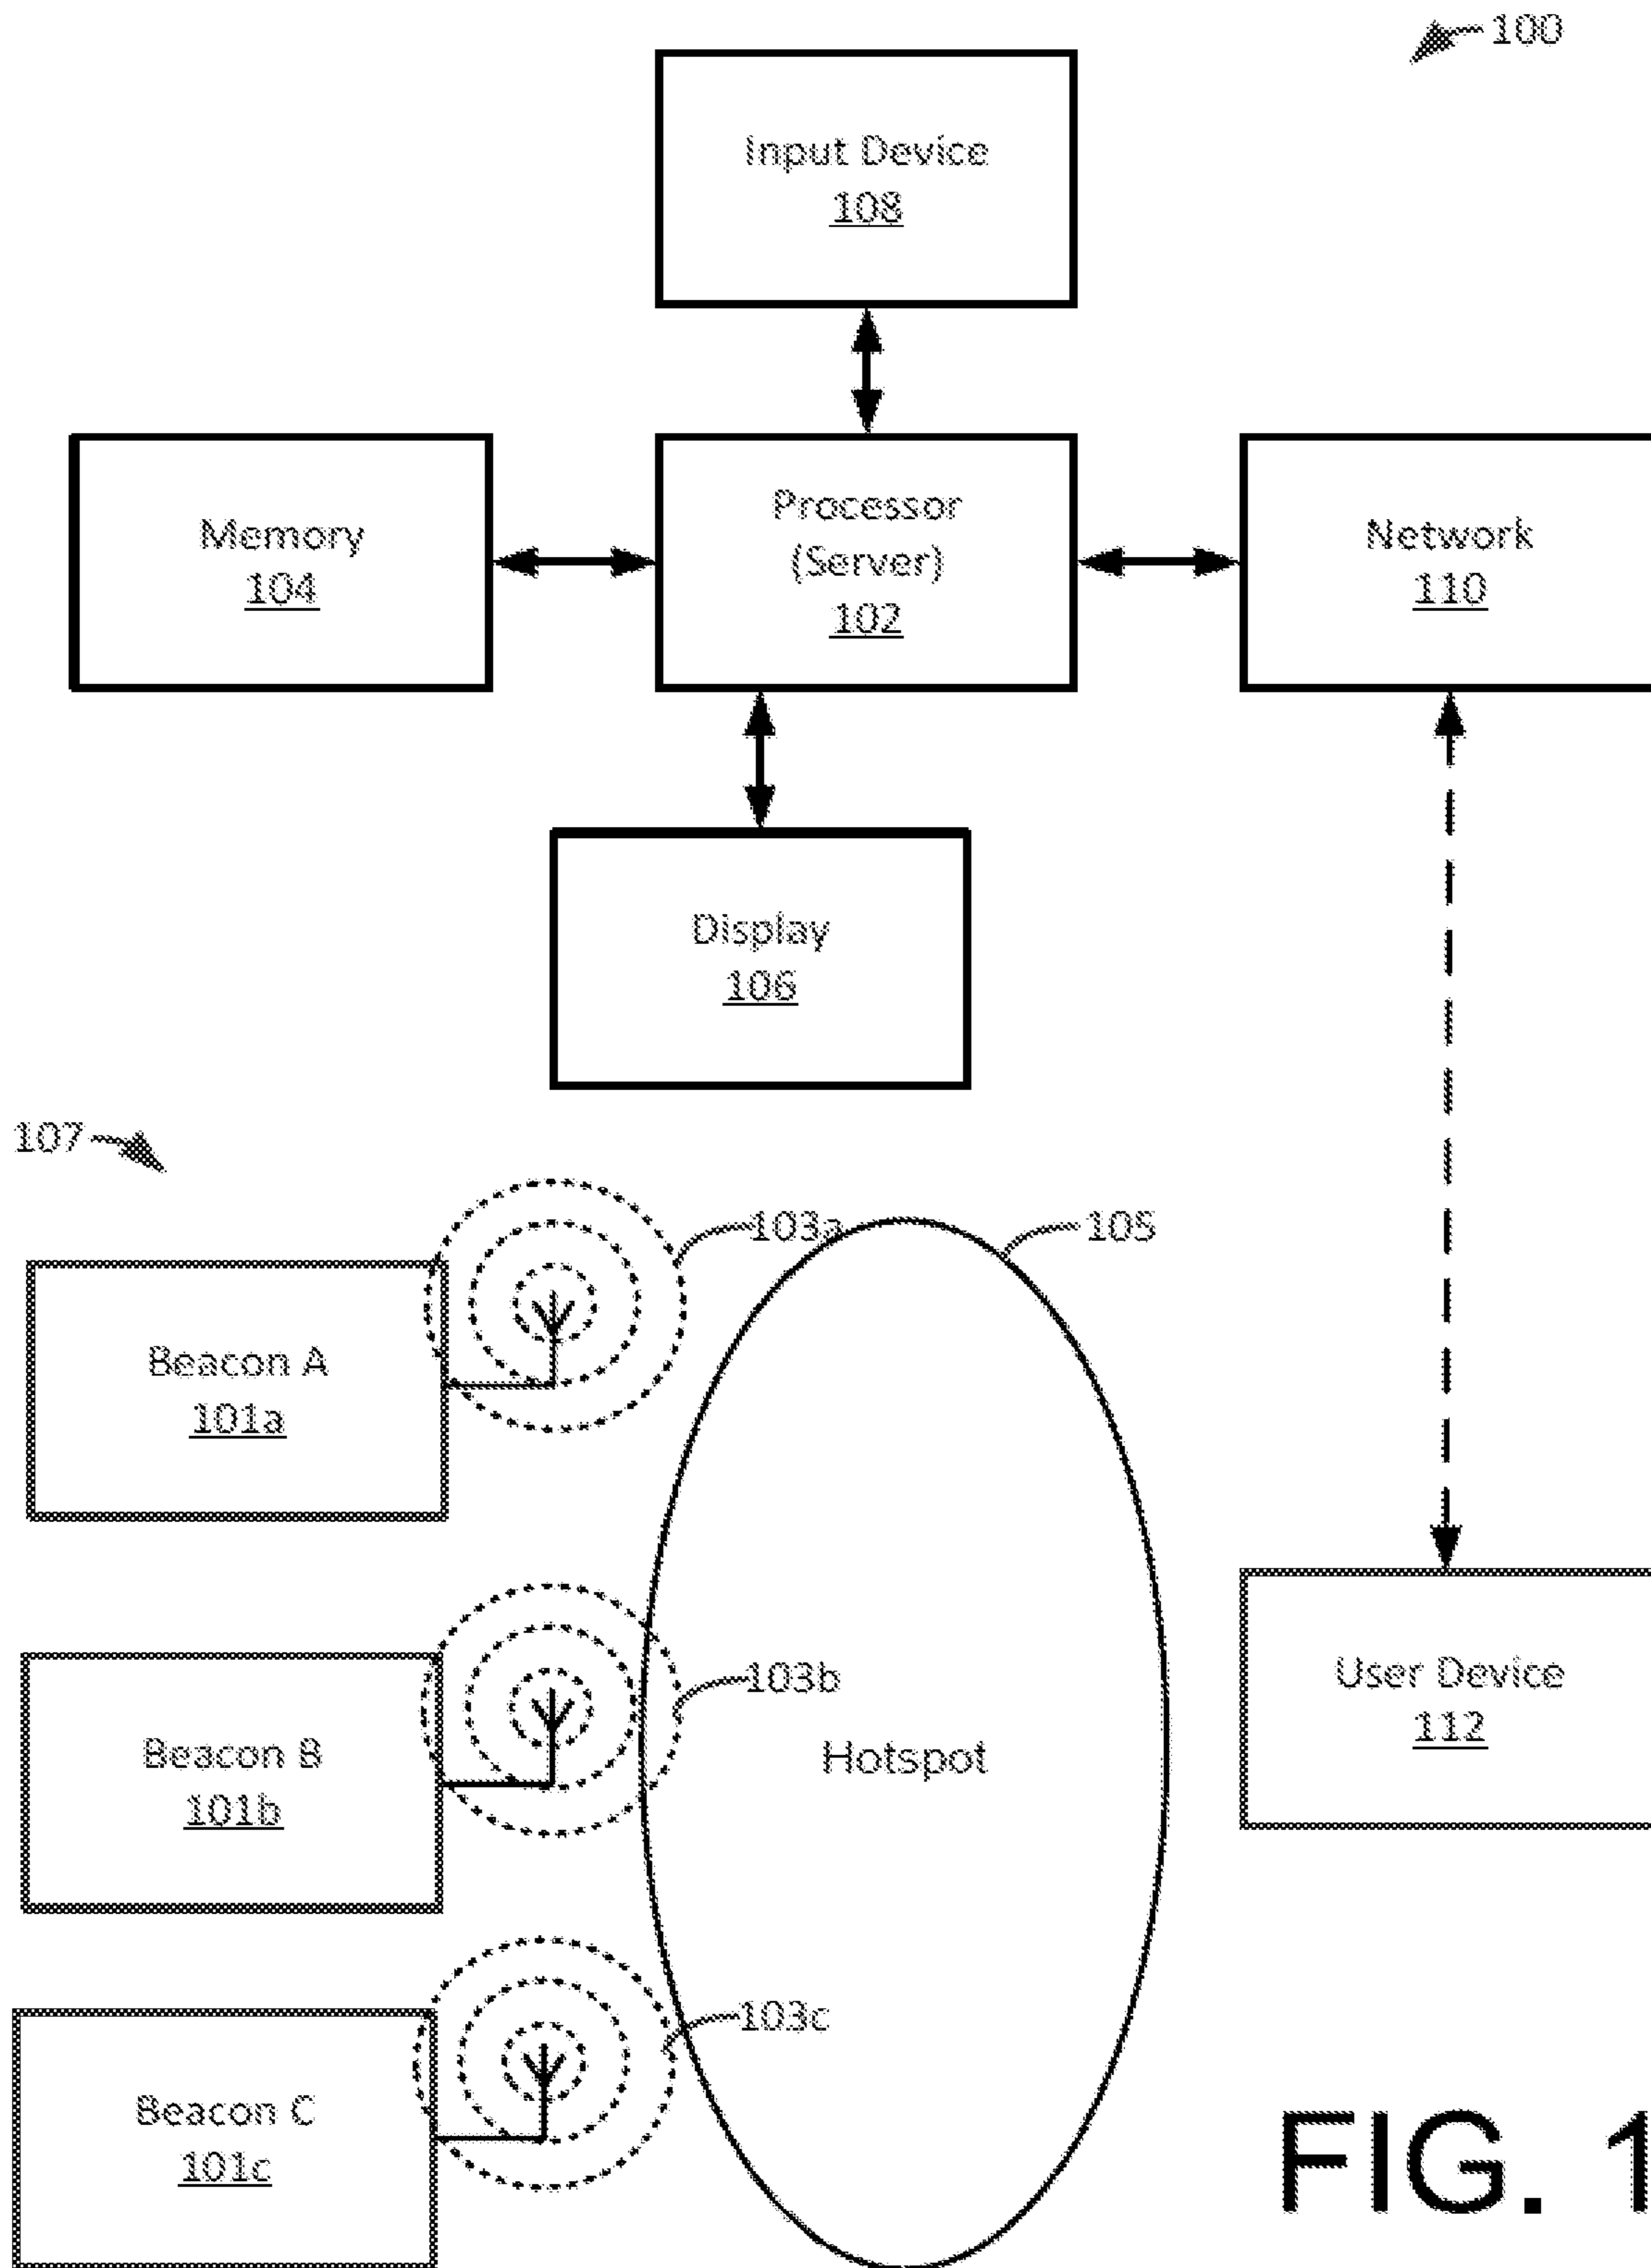 100
Input Device
108
Memory
104
Processor
(Server)
102
Network
110
Display
106
107
103a
105
Beacon A
101a
103b
Beacon B
101b
Hotspot
User Device
112
103c
Beacon C
101c
FIG. 1